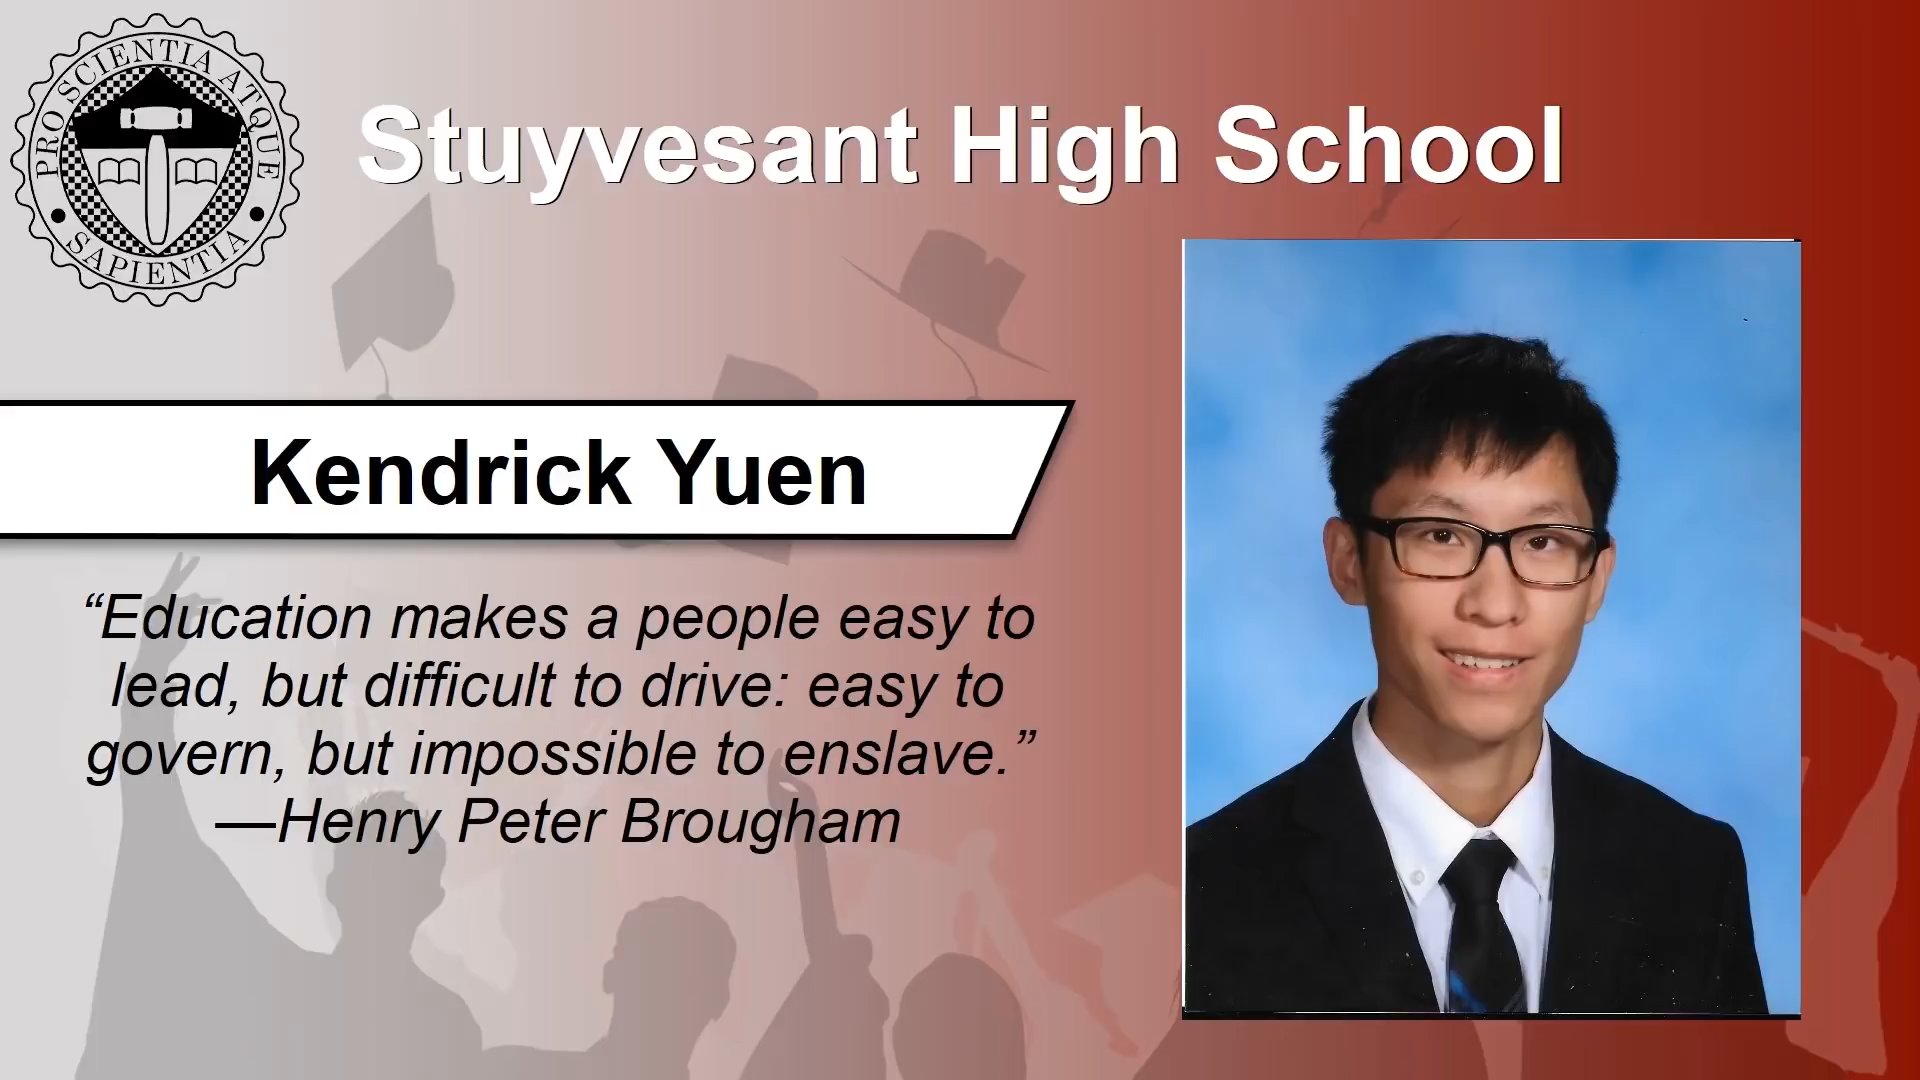 PRO SCIENTIA ATQUE
SAPIENTIA
Stuyvesant High School
Kendrick Yuen
“Education makes a people easy to
lead, but difficult to drive: easy to
govern, but impossible to enslave.”
—Henry Peter Brougham